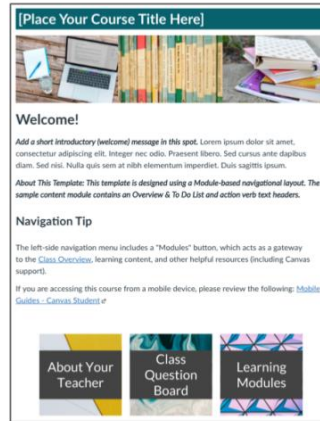 [Place Your Course Title Here]
Welcome!
Add a short introductory (welcome) message in this spot. Lorem ipsum dolor sit amet,
consectetur adipiscing elit. Integer nec odio. Praesent libero. Sed cursus ante dapibus
diam. Sed nisi. Nulla quis sem at nibh elementum imperdiet. Duis sagittis ipsum.
About This Template: This template is designed using a Module-based navigational layout. The
sample content module contains an Overview & To Do List and action verb text headers.
Navigation Tip
The left-side navigation menu includes a "Modules" button, which acts as a gateway
to the Class Overview, learning content, and other helpful resources (including Canvas
support).
If you are accessing this course from a mobile device, please review the following: Mobile
Guides - Canvas Student
About Your
Teacher
Class
Question
Board
Learning
Modules